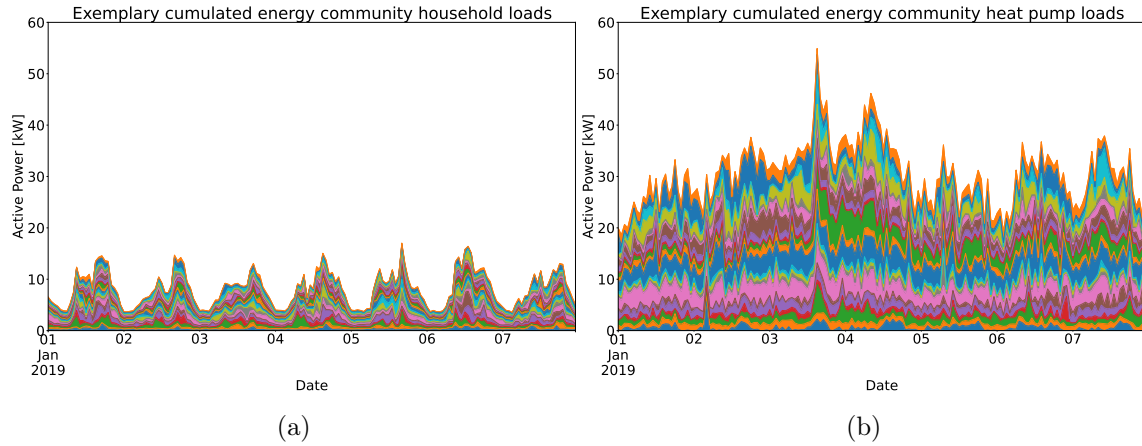 Exemplary cumulated energy community household loads
60
50
40
30
20
10
0
Active Power [kW]
01 02 03 04 05 06 07
Jan
2019
Date
(a)
Exemplary cumulated energy community heat pump loads
60
50
40
30
20
10
0
Active Power [kW]
01 02 03 04 05 06 07
Jan
2019
Date
(b)